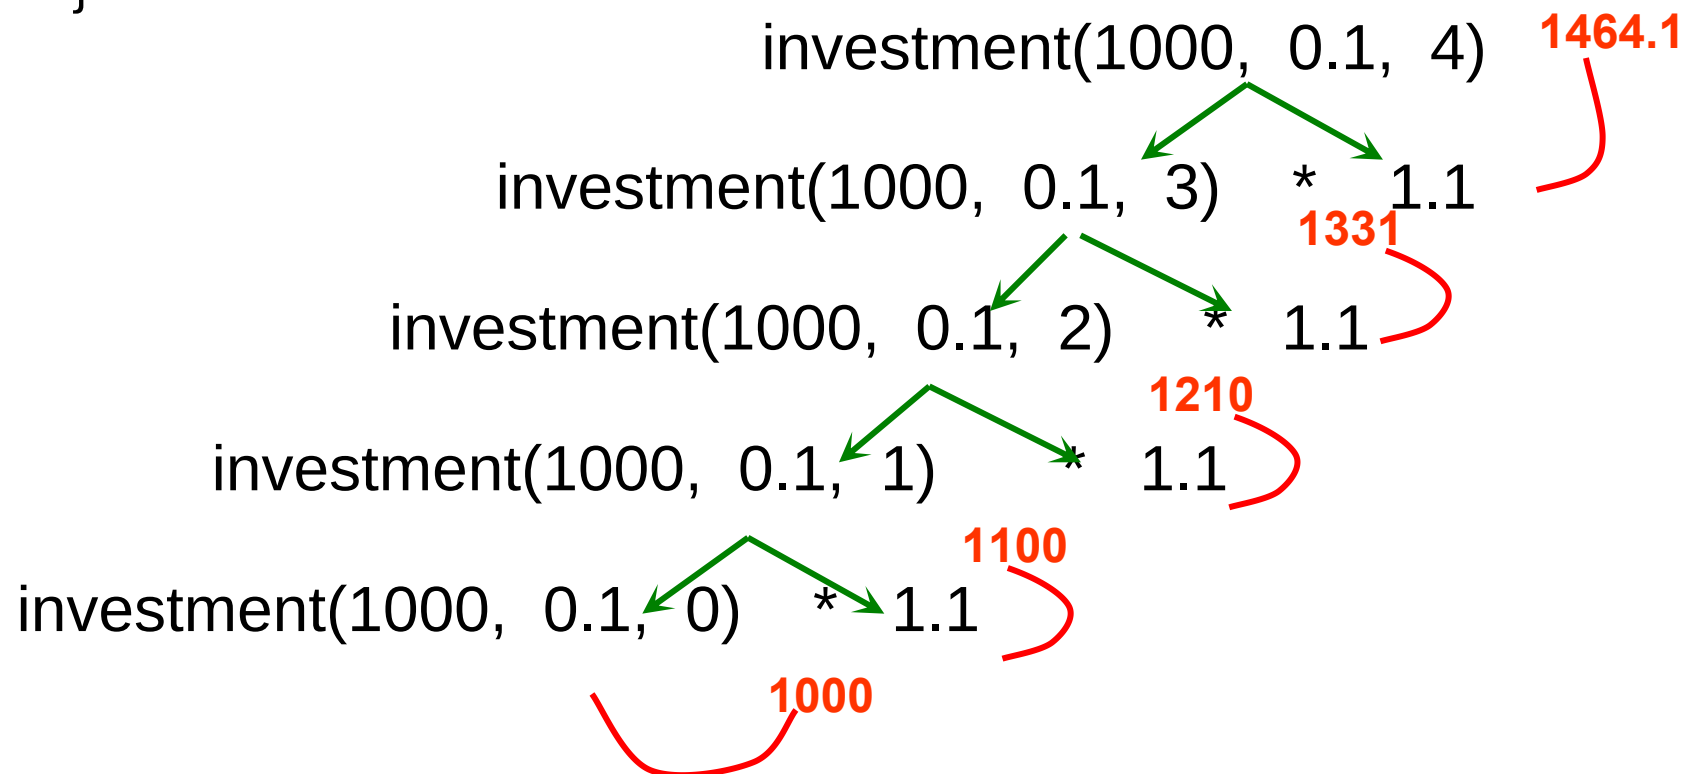 investment(1000, 0.1, 4) 1464.1
investment(1000, 0.1, 3) * 1.1
1331
investment(1000, 0.1, 2) * 1.1
1210
investment(1000, 0.1, 1) * 1.1
1100
investment(1000, 0.1, 0) * 1.1
1000